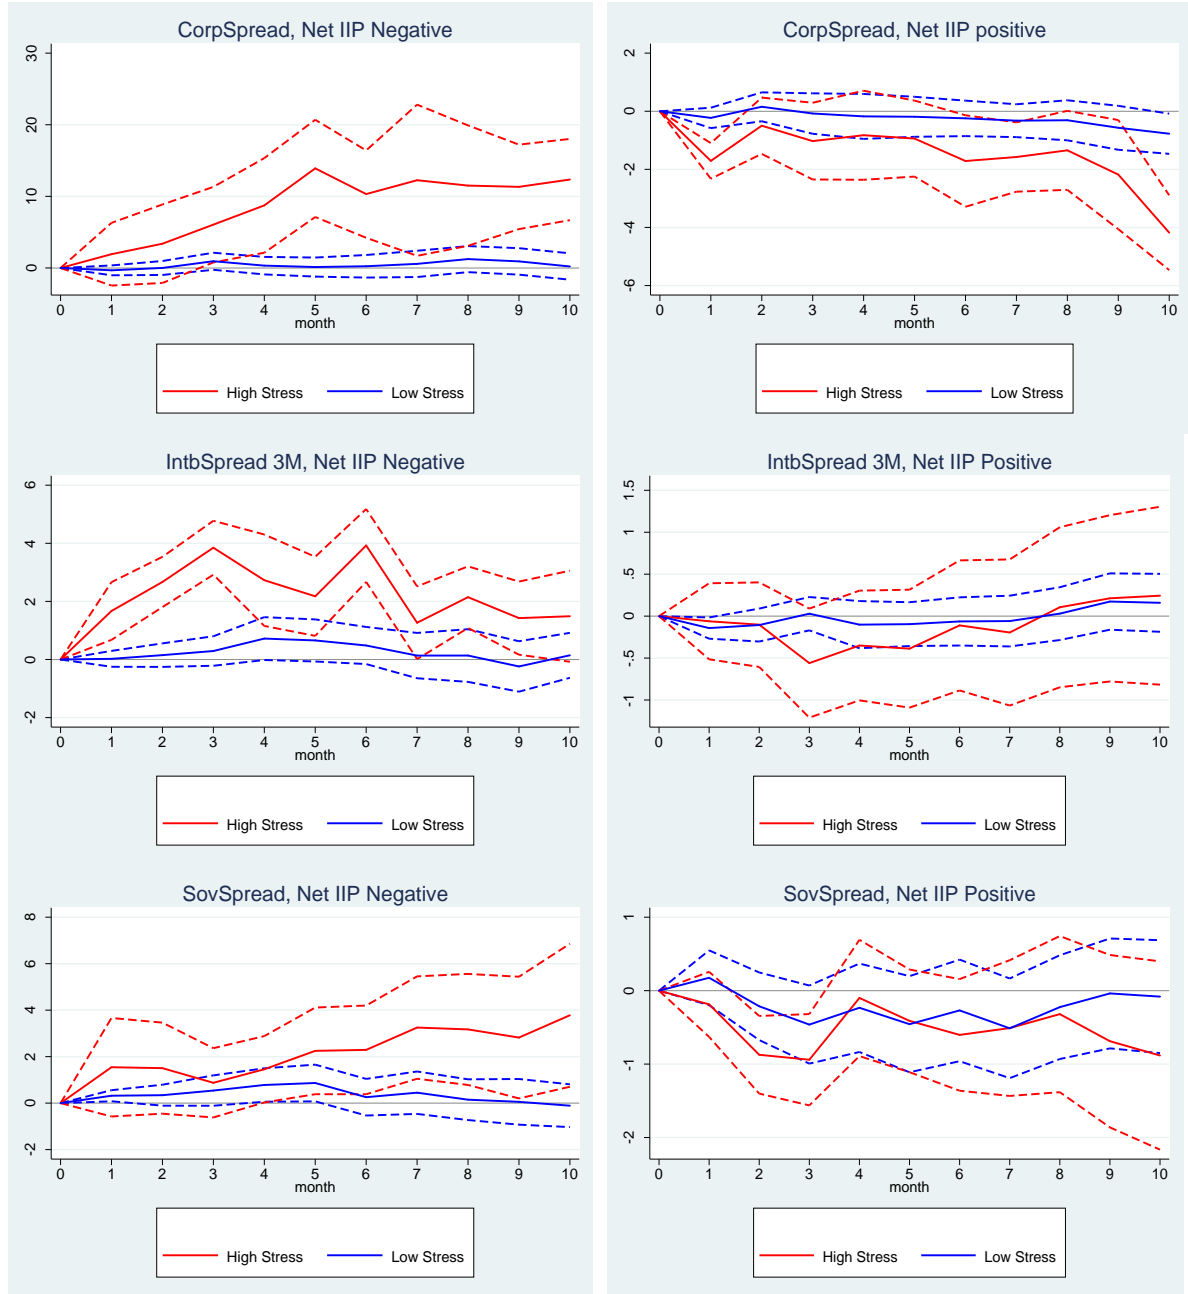 CorpSpread, Net IIP Negative
30
20
10
0
0 1 2 3 4 5 6 7 8 9 10
month
High Stress Low Stress
CorpSpread, Net IIP positive
2
0
-2
-4
-6
0 1 2 3 4 5 6 7 8 9 10
month
High Stress Low Stress
IntbSpread 3M, Net IIP Negative
6
4
2
0
-2
0 1 2 3 4 5 6 7 8 9 10
month
High Stress Low Stress
IntbSpread 3M, Net IIP Positive
1.5
1
.5
0
-.5
-1
0 1 2 3 4 5 6 7 8 9 10
month
High Stress Low Stress
SovSpread, Net IIP Negative
8
6
4
2
0
-2
0 1 2 3 4 5 6 7 8 9 10
month
High Stress Low Stress
SovSpread, Net IIP Positive
1
0
-1
-2
0 1 2 3 4 5 6 7 8 9 10
month
High Stress Low Stress